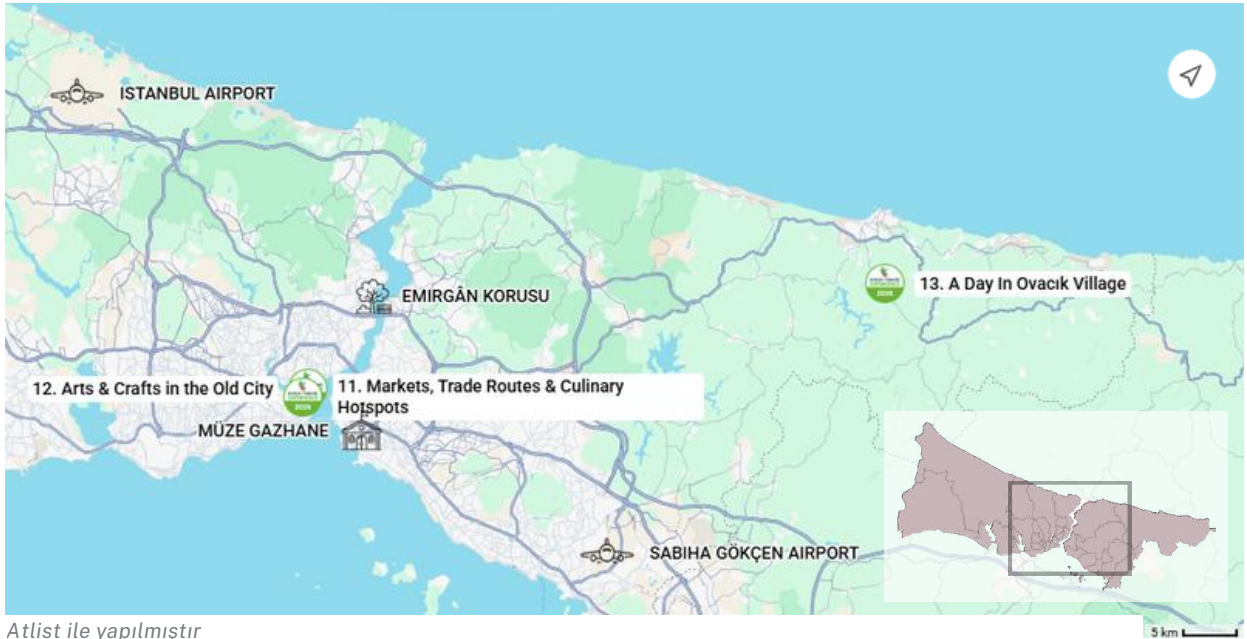 İSTANBUL AIRPORT
13. A Day In Ovacık Village
EMIRGÂN KORUSU
12. Arts & Crafts in the Old City
11. Markets, Trade Routes & Culinary
Hotspots
MÜZE GAZHANE
SABIHA GÖKÇEN AIRPORT
Atlist ile yapılmıştır
5 km